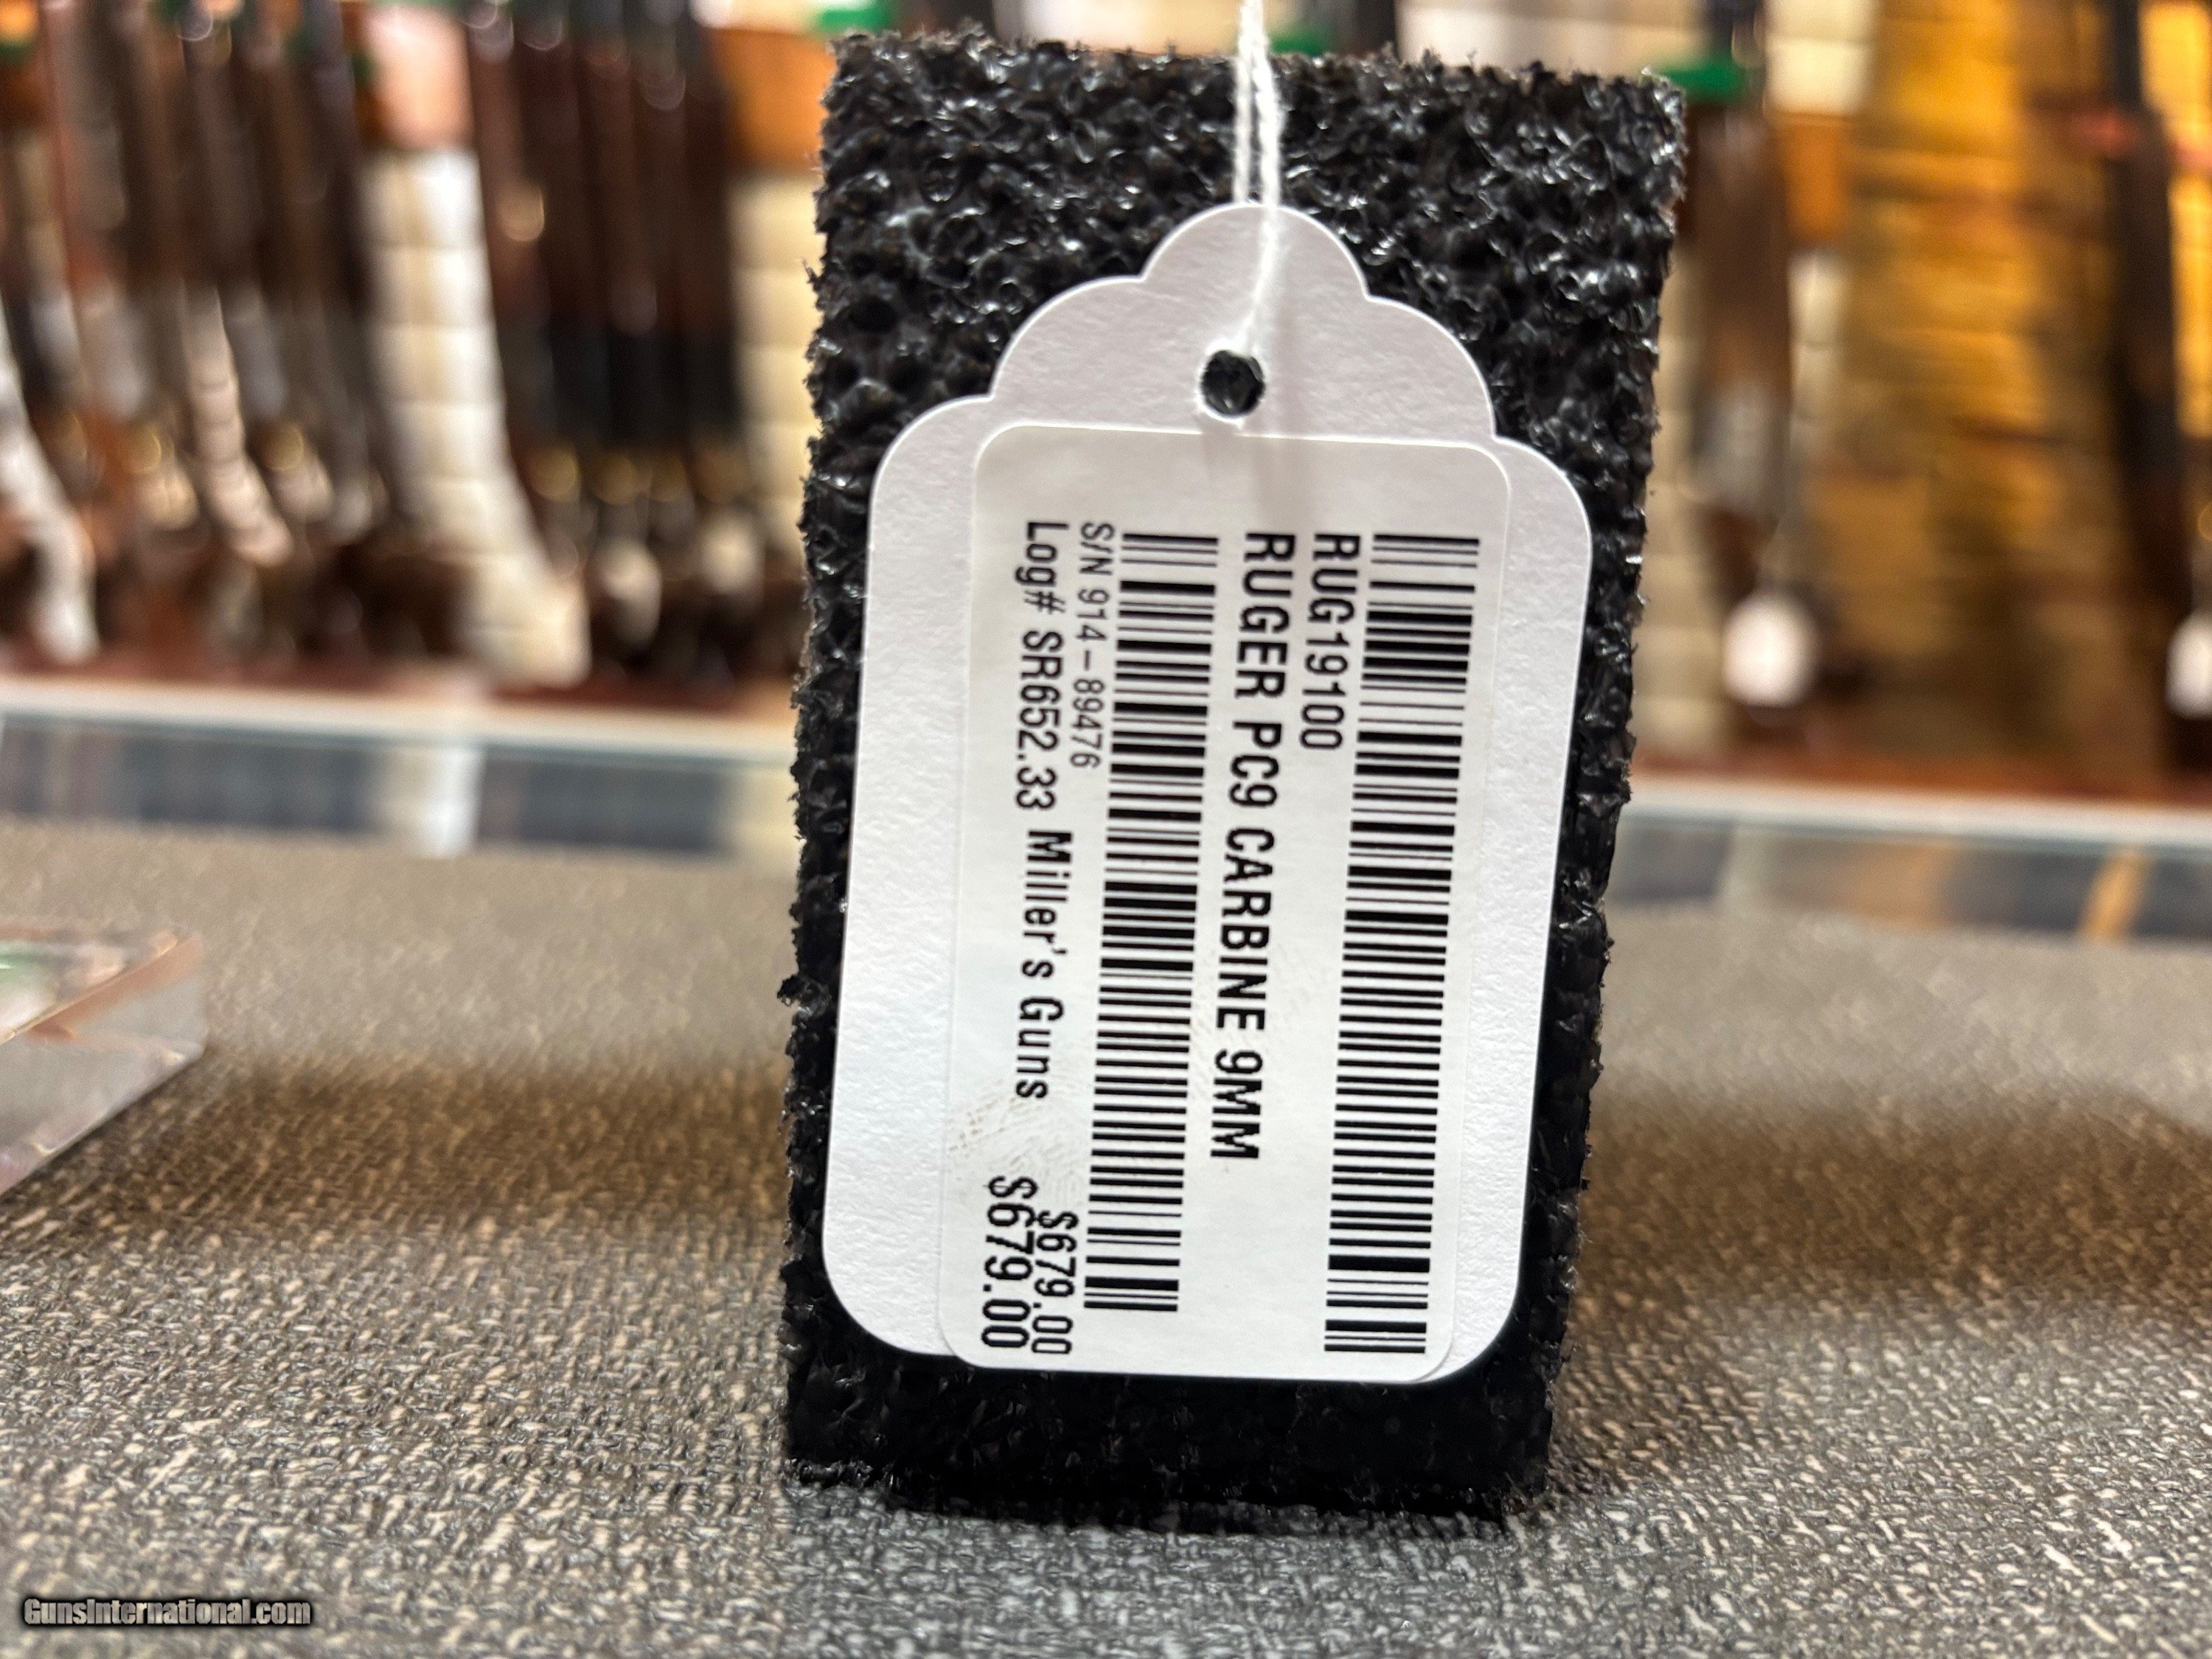 RUG19100
RUGER PC9 CARBINE 9MM
S/N 914-89476
$679.00
Log# SR652.33 Miller's Guns
$679.00
GunsInternational.com